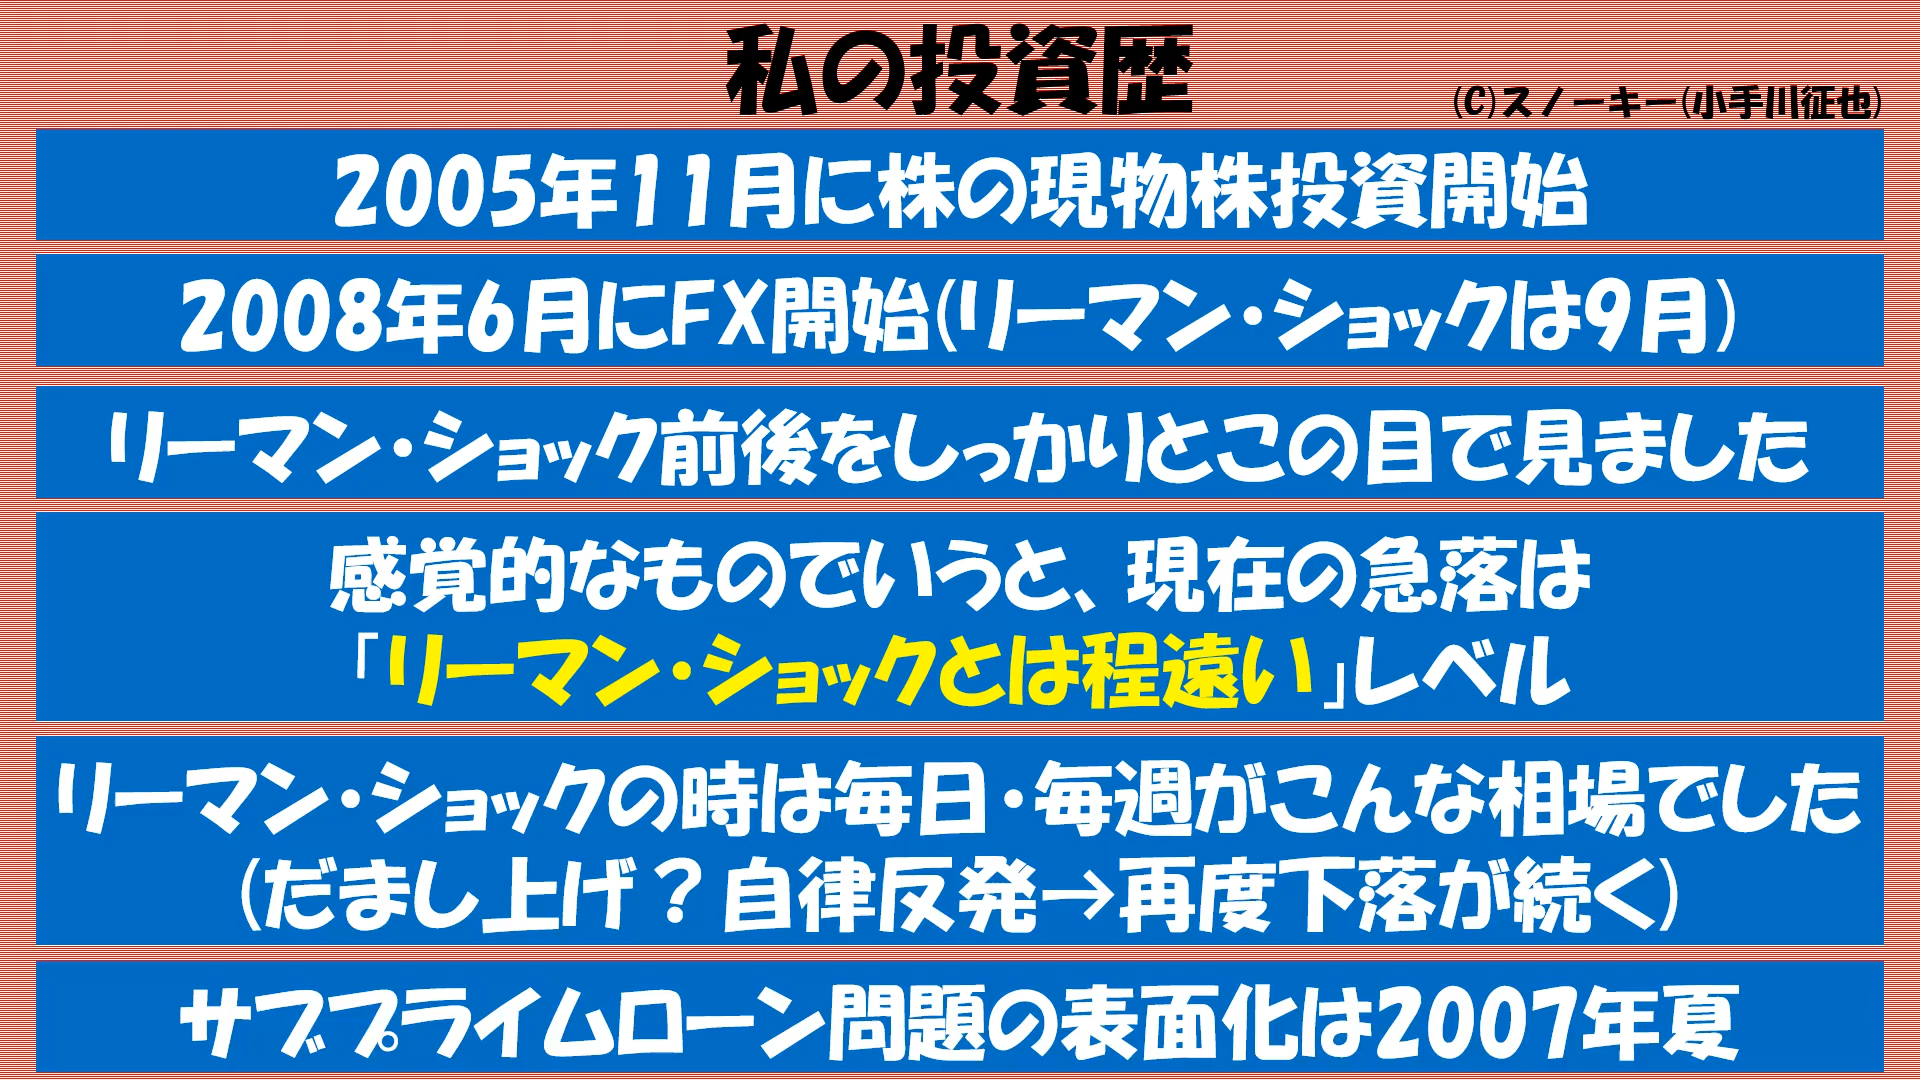 私の投資歴
(C)スノーキー(小手川征也)
2005年11月に株の現物株投資開始
2008年6月にFX開始(リーマン・ショックは9月)
リーマン・ショック前後をしっかりとこの目で見ました
感覚的なものでいうと、現在の急落は
「リーマン・ショックとは程遠い」レベル
リーマン・ショックの時は毎日・毎週がこんな相場でした
(だまし上げ？自律反発→再度下落が続く)
サブプライムローン問題の表面化は2007年夏